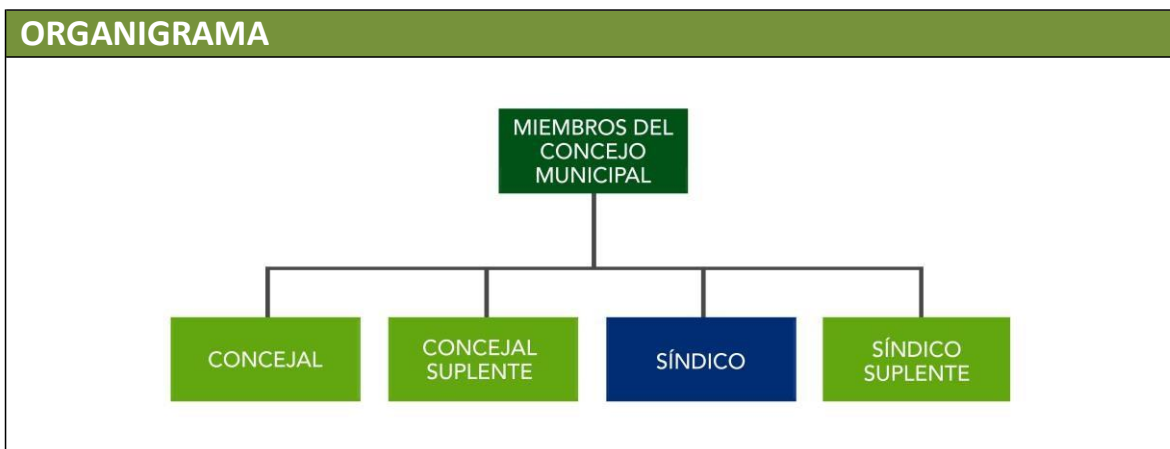 ORGANIGRAMA
MIEMBROS DEL
CONCEJO
MUNICIPAL
CONCEJAL
CONCEJAL
SUPLENTE
SÍNDICO
SÍNDICO
SUPLENTE